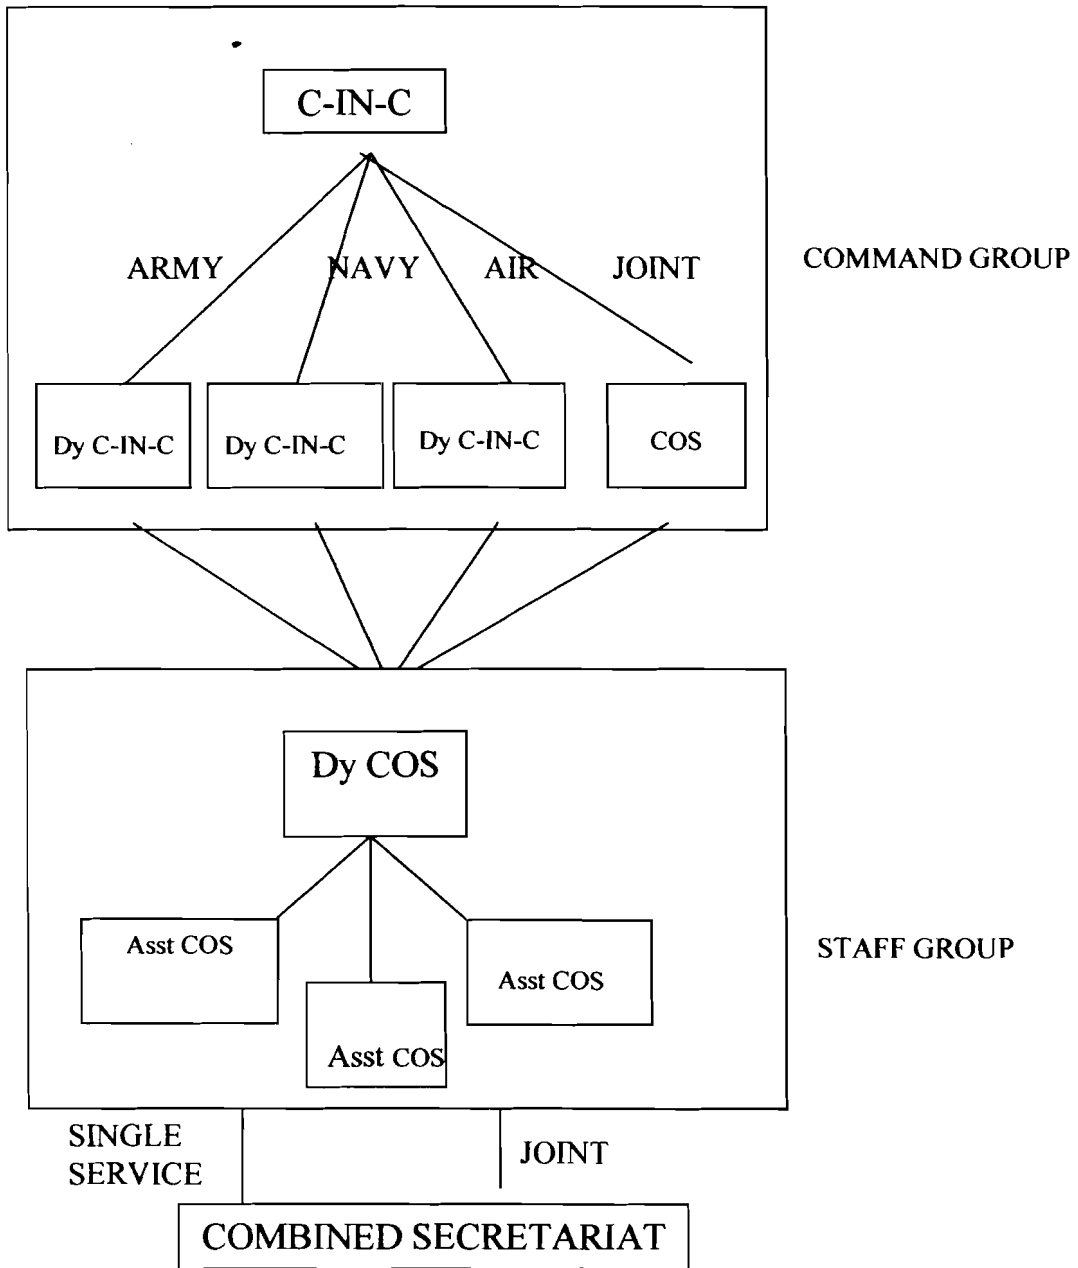 C-IN-C
ARMY NAVY AIR JOINT
COMMAND GROUP
Dy C-IN-C Dy C-IN-C Dy C-IN-C COS
Dy COS
Asst COS
Asst COS
Asst COS
STAFF GROUP
SINGLE
SERVICE
JOINT
COMBINED SECRETARIAT